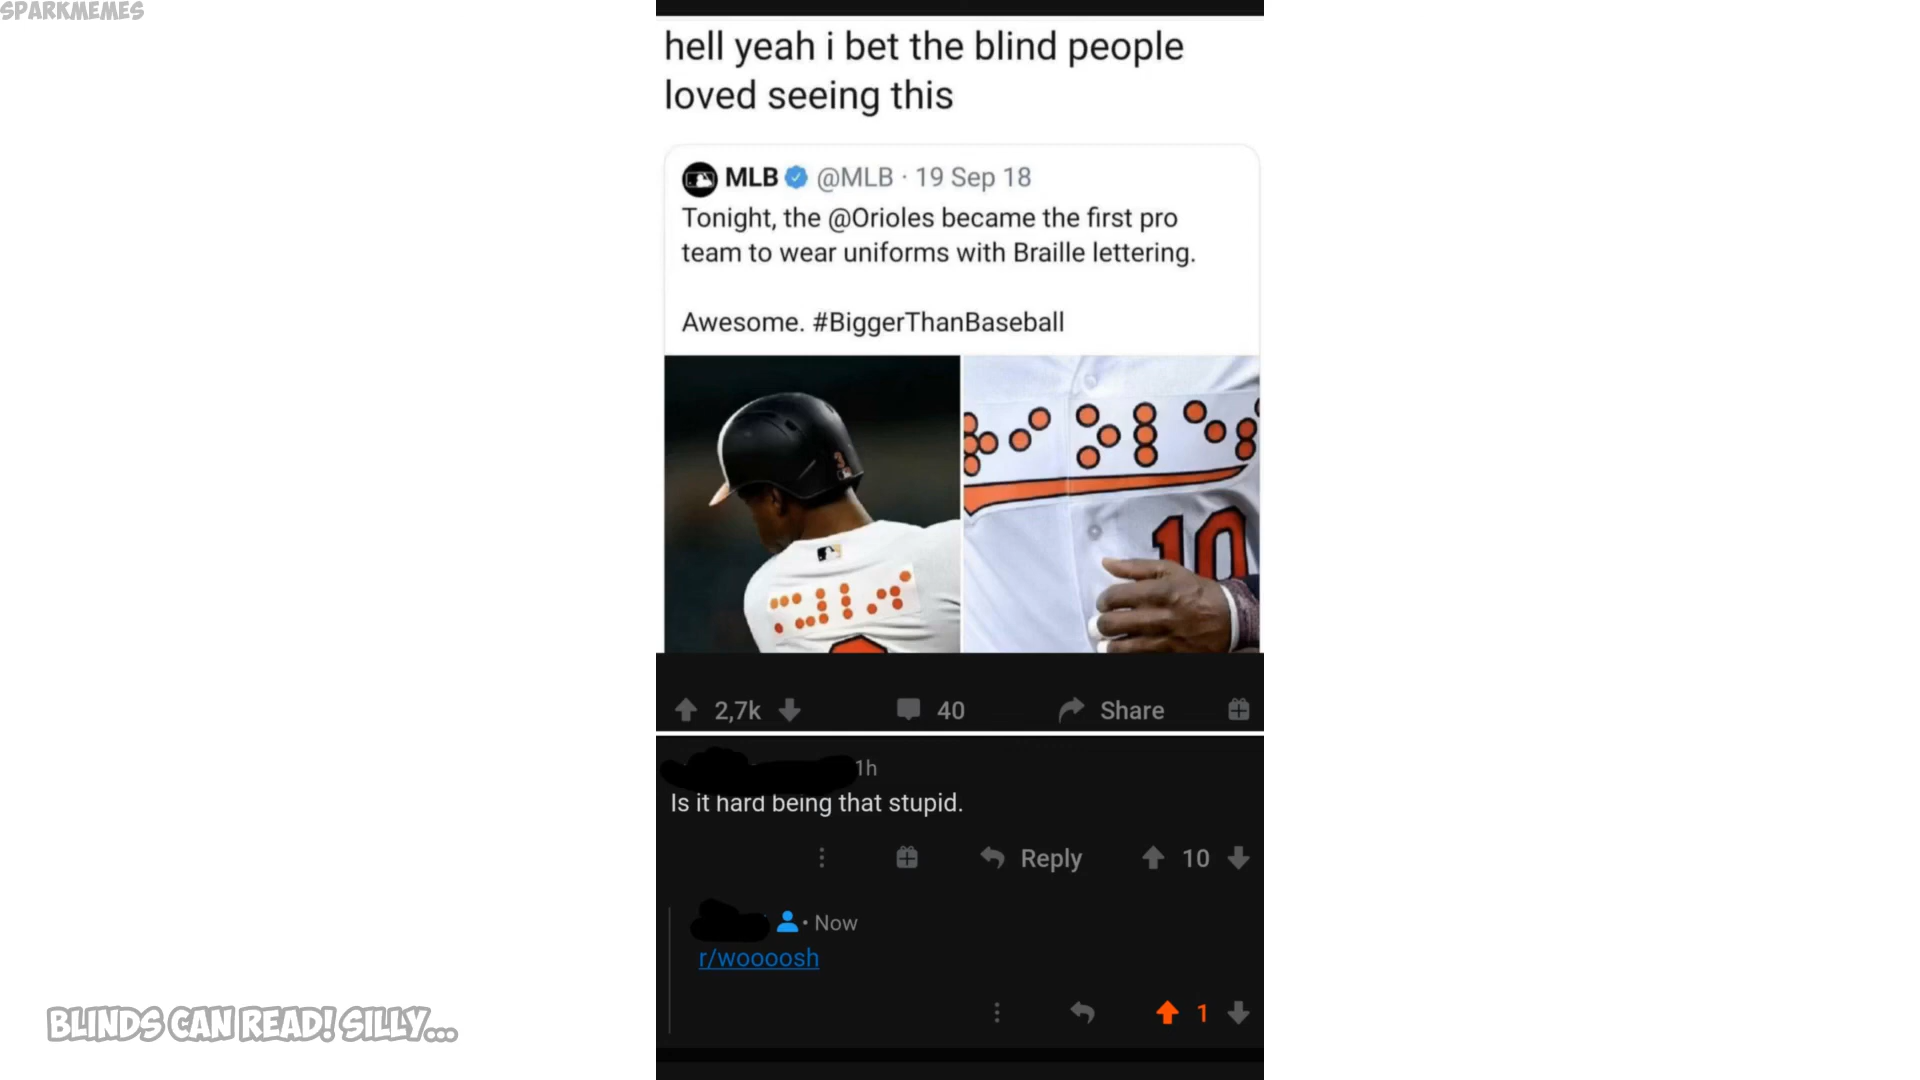 SPARKMEMES
hell yeah i bet the blind people
loved seeing this
MLB @MLB · 19 Sep 18
Tonight, the @Orioles became the first pro
team to wear uniforms with Braille lettering.
Awesome. #BiggerThanBaseball
3
10
2,7k
40
Share
1h
Is it hard being that stupid.
Reply
10
• Now
r/woooosh
1
BLINDS CAN READ! SILLY...